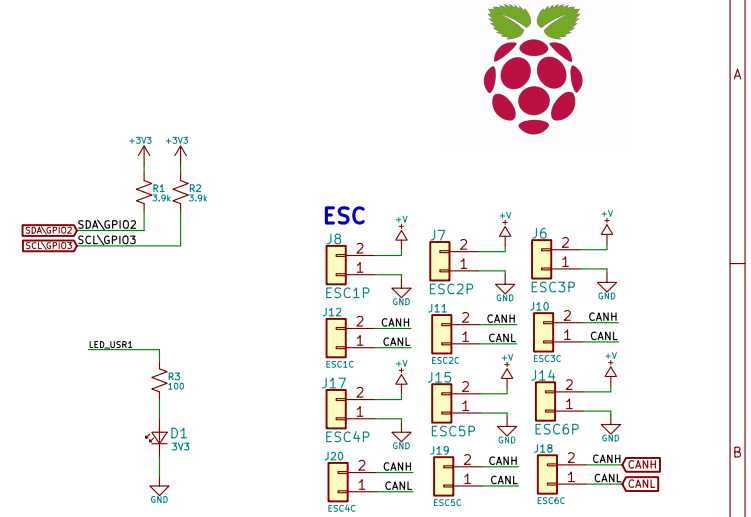 A
+3V3
+3V3
R1
3.9k
R2
3.9k
SDA\GPIO2
SDA\GPIO2
SCL\GPIO3
SCL\GPIO3
ESC
J8
+V
2
1
ESC1P
GND
J7
+V
2
1
ESC2P
GND
J6
+V
2
1
ESC3P
GND
J12
2
CANH
1
CANL
ESC1C
J11
2
CANH
1
CANL
ESC2C
J10
2
CANH
1
CANL
ESC3C
LED_USR1
R3
100
D1
3V3
GND
J17
+V
2
1
ESC4P
GND
J15
+V
2
1
ESC5P
GND
J14
+V
2
1
ESC6P
GND
J20
2
CANH
1
CANL
ESC4C
J19
2
CANH
1
CANL
ESC5C
J18
2
CANH
CANH
1
CANL
CANL
ESC6C
B